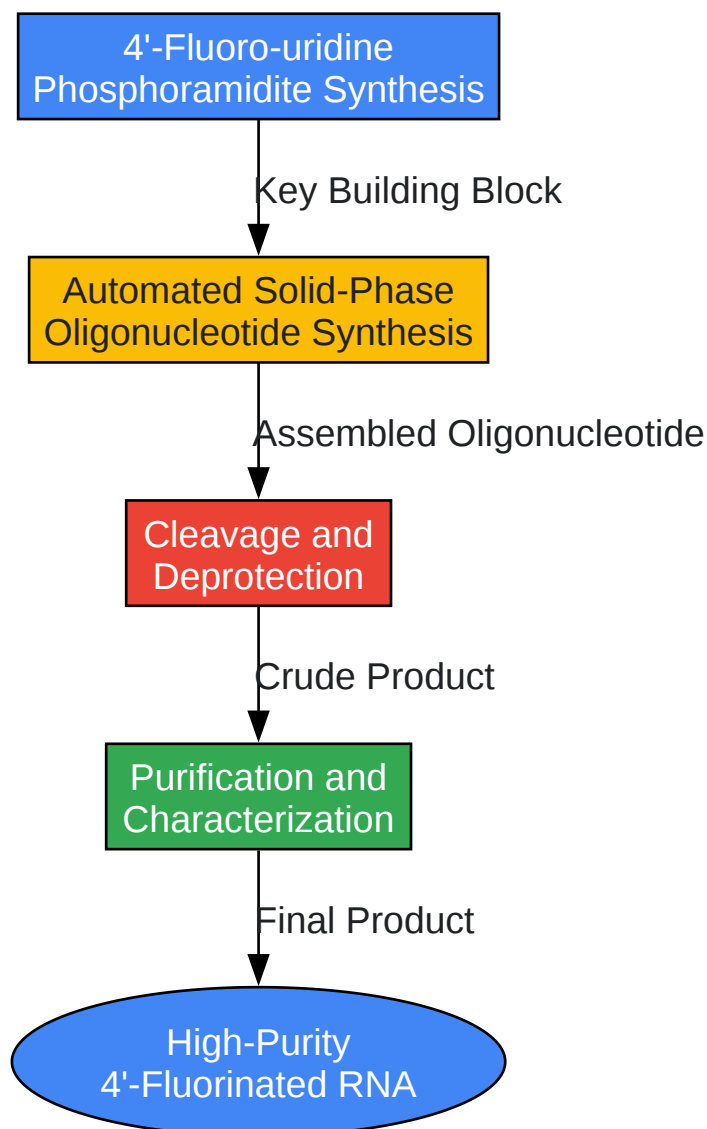 4'-Fluoro-uridine
Phosphoramidite Synthesis
Key Building Block
Automated Solid-Phase
Oligonucleotide Synthesis
Assembled Oligonucleotide
Cleavage and
Deprotection
Crude Product
Purification and
Characterization
Final Product
High-Purity
4'-Fluorinated RNA